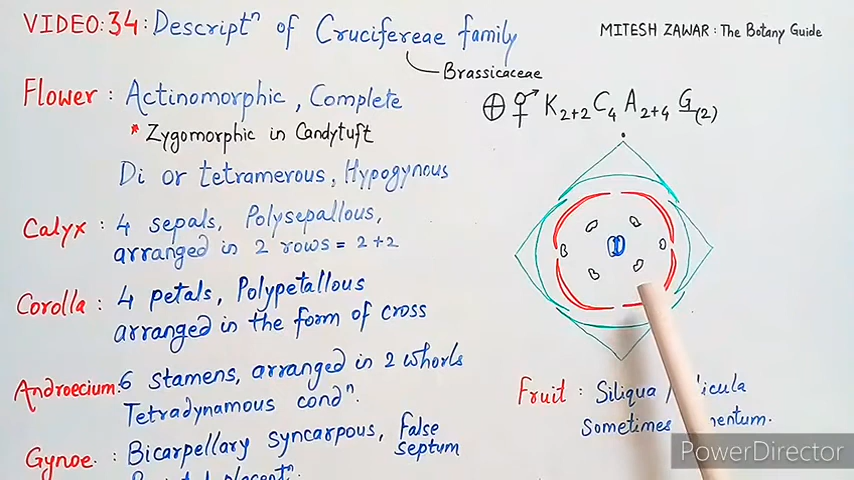 VIDEO:34: Descriptⁿ of Crucifereae family
MITESH ZAWAR: The Botany Guide
Brassicaceae
Flower: Actinomorphic, Complete
* Zygomorphic in Candytuft
Di or tetramerous, Hypogynous
⊕ ⚥ K2+2 C4 A2+4 G(2)
Calyx: 4 sepals, Polysepallous,
arranged in 2 rows = 2+2
Corolla: 4 petals, Polypetallous
arranged in the form of cross
Androecium: 6 stamens, arranged in 2 whorls
Tetradynamous condⁿ.
Gynoe: Bicarpellary syncarpous, False
septum
Fruit: Siliqua /
Sometimes
PowerDirector